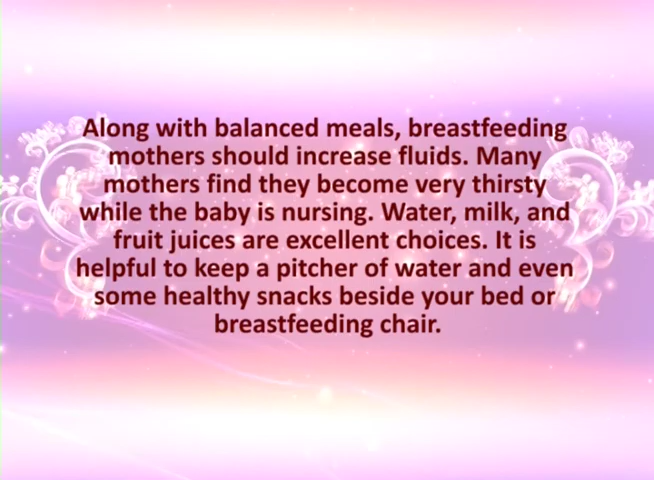 Along with balanced meals, breastfeeding
mothers should increase fluids. Many
mothers find they become very thirsty
while the baby is nursing. Water, milk, and
fruit juices are excellent choices. It is
helpful to keep a pitcher of water and even
some healthy snacks beside your bed or
breastfeeding chair.